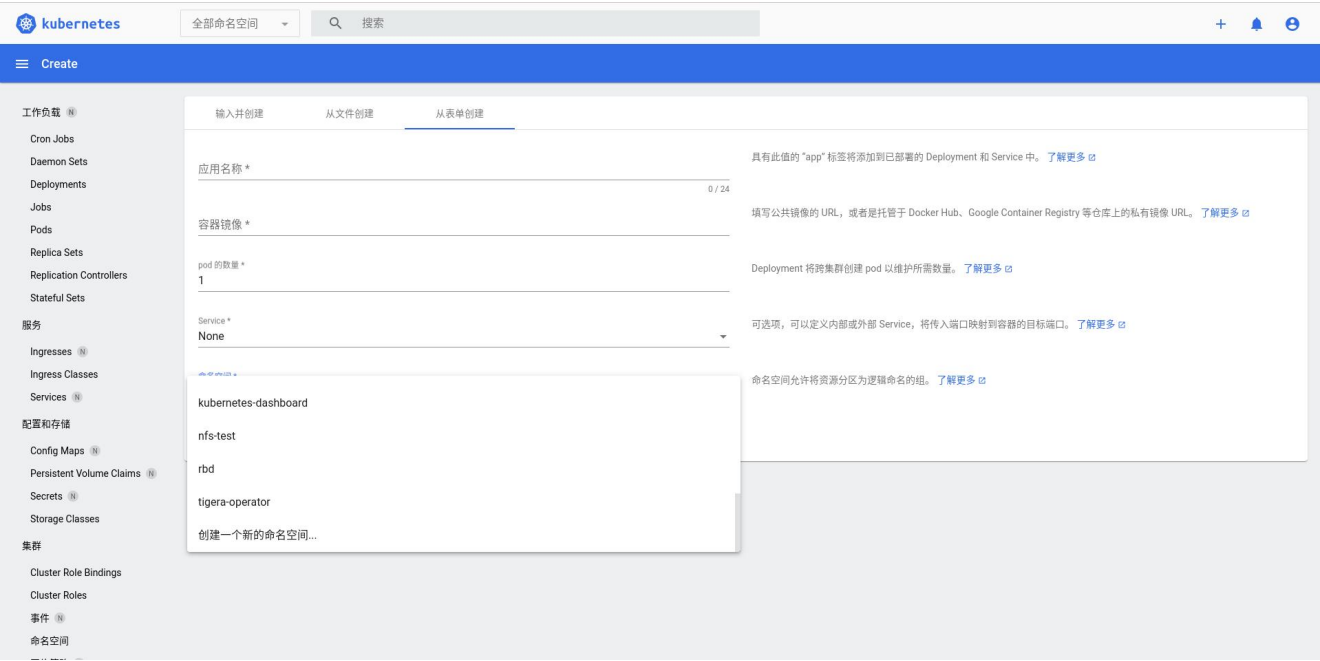 kubernetes
全部命名空间
搜索
Create
工作负载 N
Cron Jobs
Daemon Sets
Deployments
Jobs
Pods
Replica Sets
Replication Controllers
Stateful Sets
服务
Ingresses N
Ingress Classes
Services N
配置和存储
Config Maps N
Persistent Volume Claims N
Secrets N
Storage Classes
集群
Cluster Role Bindings
Cluster Roles
事件 N
命名空间
输入并创建
从文件创建
从表单创建
应用名称 *
0 / 24
具有此值的 “app” 标签将添加到已部署的 Deployment 和 Service 中。 了解更多
容器镜像 *
填写公共镜像的 URL，或者是托管于 Docker Hub、Google Container Registry 等仓库上的私有镜像 URL。 了解更多
pod 的数量 *
1
Deployment 将跨集群创建 pod 以维护所需数量。 了解更多
Service *
None
可选项，可以定义内部或外部 Service，将传入端口映射到容器的目标端口。 了解更多
命名空间 *
命名空间允许将资源分区为逻辑命名的组。 了解更多
kubernetes-dashboard
nfs-test
rbd
tigera-operator
创建一个新的命名空间...